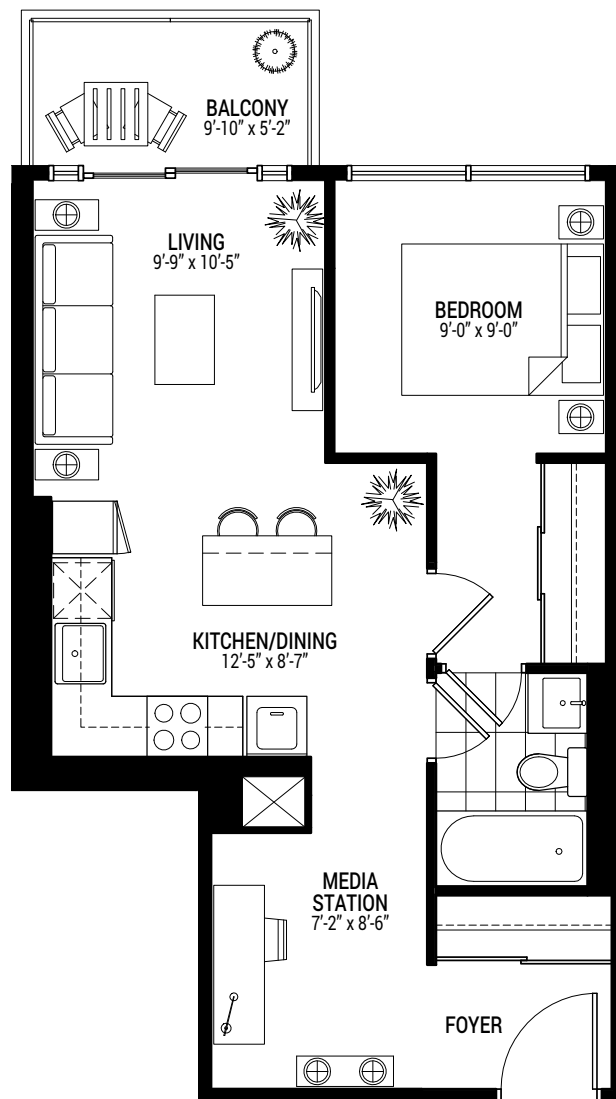 BALCONY
9'-10" x 5'-2"
LIVING
9'-9" x 10'-5"
BEDROOM
9'-0" x 9'-0"
KITCHEN/DINING
12'-5" x 8'-7"
MEDIA
STATION
7'-2" x 8'-6"
FOYER